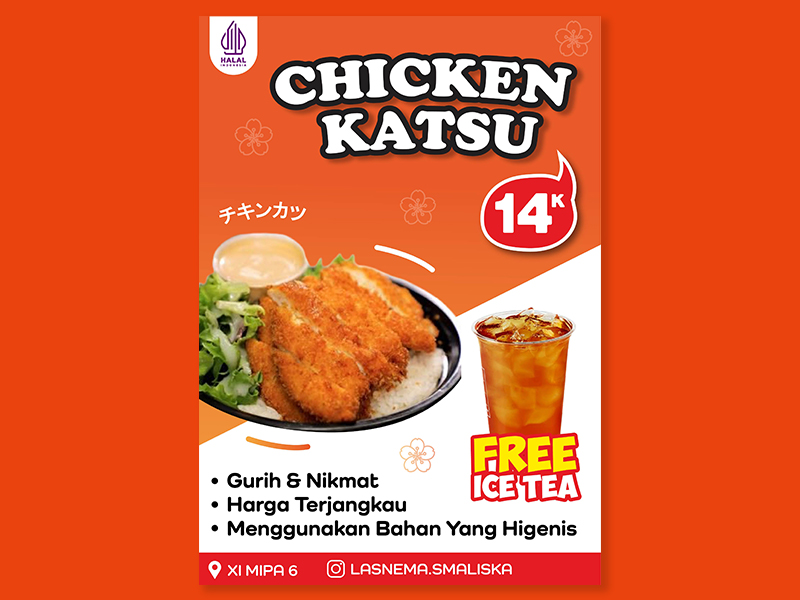 HALAL
INDONESIA
CHICKEN
KATSU
14K
チキンカツ
FREE
ICE TEA
• Gurih & Nikmat
• Harga Terjangkau
• Menggunakan Bahan Yang Higenis
XI MIPA 6
LASNEMA.SMALISKA